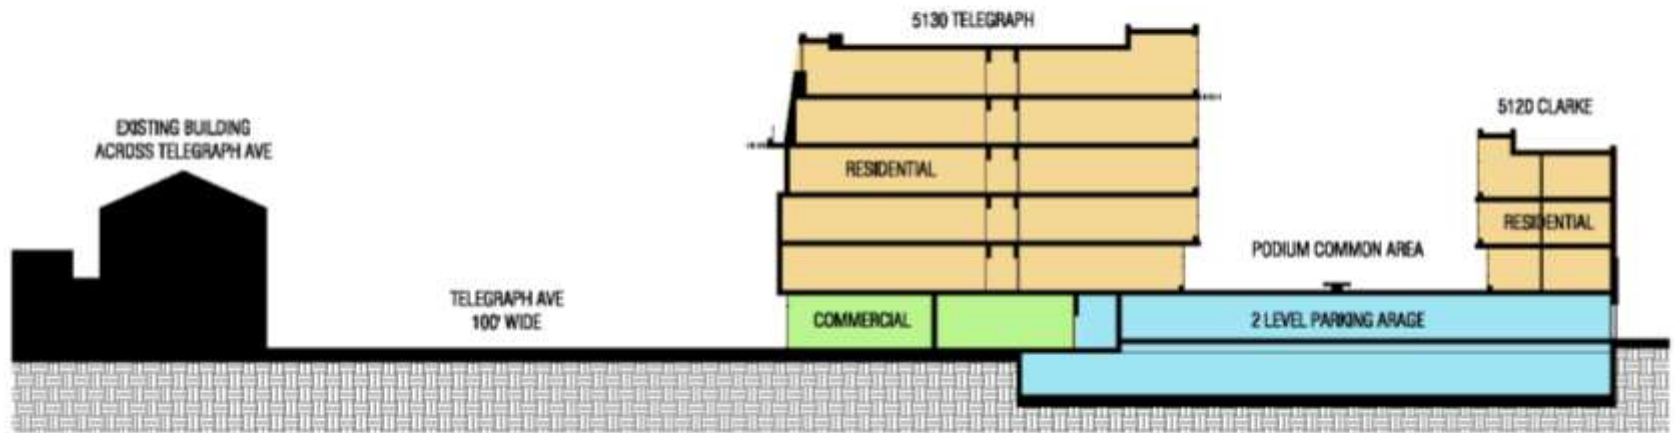 5130 TELEGRAPH
5120 CLARKE
EXISTING BUILDING
ACROSS TELEGRAPH AVE
RESIDENTIAL
RESIDENTIAL
PODIUM COMMON AREA
TELEGRAPH AVE
100' WIDE
COMMERCIAL
2 LEVEL PARKING ARAGE